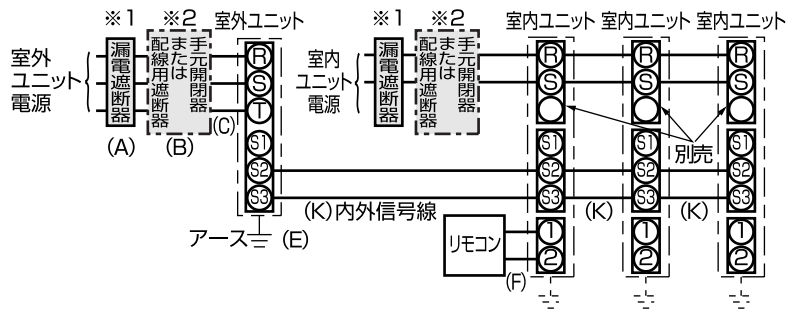 ※1
※2
室外ユニット
※1
※2
室内ユニット
室内ユニット
室内ユニット
室外
ユニット
電源
漏電遮断器
手元開閉器
または
配線用遮断器
R
S
T
S1
S2
S3
(A)
(B)
(C)
室内
ユニット
電源
漏電遮断器
手元開閉器
または
配線用遮断器
R
S
S1
S2
S3
1
2
R
S
S1
S2
S3
1
2
R
S
S1
S2
S3
1
2
別売
(K)内外信号線
(K)
(K)
アース
(E)
リモコン
(F)